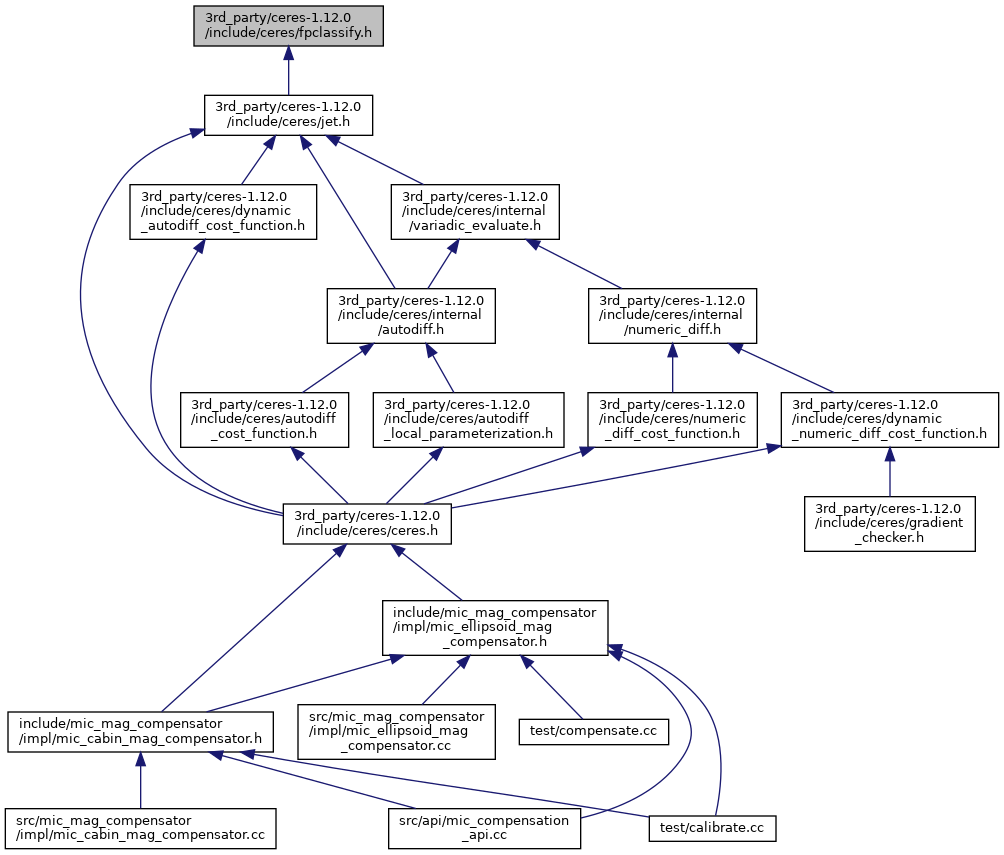 3rd_party/ceres-1.12.0
/include/ceres/fpclassify.h
3rd_party/ceres-1.12.0
/include/ceres/jet.h
3rd_party/ceres-1.12.0
/include/ceres/dynamic
_autodiff_cost_function.h
3rd_party/ceres-1.12.0
/include/ceres/internal
/variadic_evaluate.h
3rd_party/ceres-1.12.0
/include/ceres/internal
/autodiff.h
3rd_party/ceres-1.12.0
/include/ceres/internal
/numeric_diff.h
3rd_party/ceres-1.12.0
/include/ceres/autodiff
_cost_function.h
3rd_party/ceres-1.12.0
/include/ceres/autodiff
_local_parameterization.h
3rd_party/ceres-1.12.0
/include/ceres/numeric
_diff_cost_function.h
3rd_party/ceres-1.12.0
/include/ceres/dynamic
_numeric_diff_cost_function.h
3rd_party/ceres-1.12.0
/include/ceres/ceres.h
3rd_party/ceres-1.12.0
/include/ceres/gradient
_checker.h
include/mic_mag_compensator
/impl/mic_ellipsoid_mag
_compensator.h
include/mic_mag_compensator
/impl/mic_cabin_mag_compensator.h
src/mic_mag_compensator
/impl/mic_ellipsoid_mag
_compensator.cc
test/compensate.cc
src/mic_mag_compensator
/impl/mic_cabin_mag_compensator.cc
src/api/mic_compensation
_api.cc
test/calibrate.cc